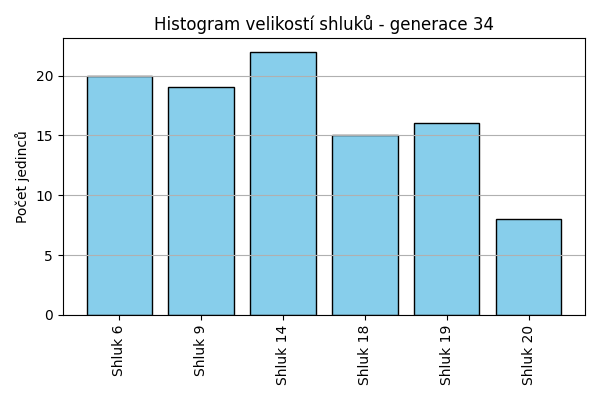 Histogram velikostí shluků - generace 34
Počet jedinců
20
15
10
5
0
Shluk 6
Shluk 9
Shluk 14
Shluk 18
Shluk 19
Shluk 20